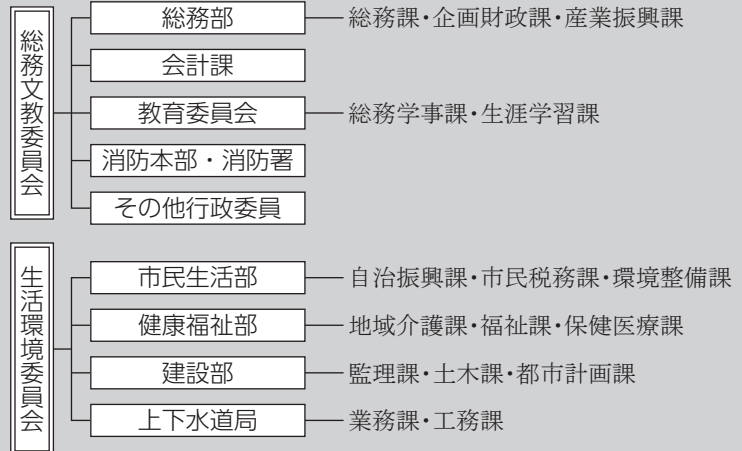 総務文教委員会
総務部 総務課・企画財政課・産業振興課
会計課
教育委員会 総務学事課・生涯学習課
消防本部・消防署
その他行政委員
生活環境委員会
市民生活部 自治振興課・市民税務課・環境整備課
健康福祉部 地域介護課・福祉課・保健医療課
建設部 監理課・土木課・都市計画課
上下水道局 業務課・工務課